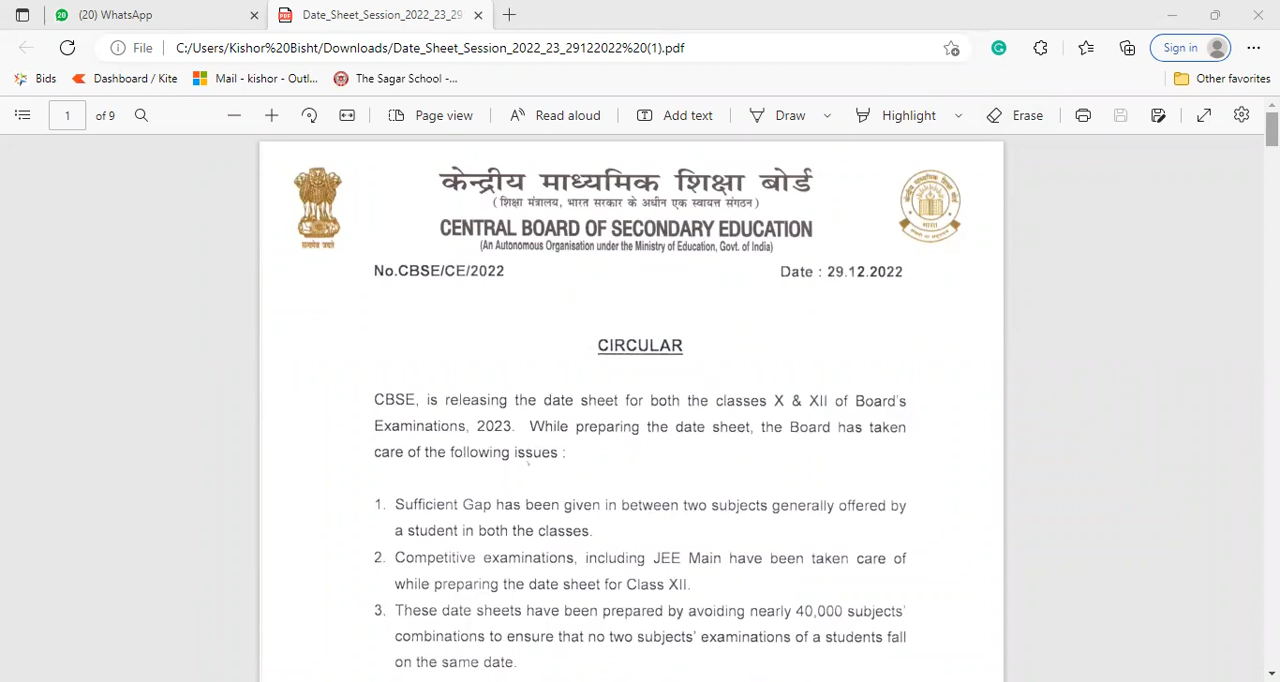 20 (20) WhatsApp
PDF Date_Sheet_Session_2022_23_29
File C:/Users/Kishor%20Bisht/Downloads/Date_Sheet_Session_2022_23_29122022%20(1).pdf Sign in
Bids Dashboard / Kite Mail - kishor - Outl... The Sagar School -... Other favorites
1 of 9 Page view Read aloud Add text Draw Highlight Erase
केन्द्रीय माध्यमिक शिक्षा बोर्ड
(शिक्षा मंत्रालय, भारत सरकार के अधीन एक स्वायत्त संगठन)
CENTRAL BOARD OF SECONDARY EDUCATION
(An Autonomous Organisation under the Ministry of Education, Govt. of India)
सत्यमेव जयते
भारत
No.CBSE/CE/2022 Date : 29.12.2022
CIRCULAR
CBSE, is releasing the date sheet for both the classes X & XII of Board's
Examinations, 2023. While preparing the date sheet, the Board has taken
care of the following issues :
1. Sufficient Gap has been given in between two subjects generally offered by
a student in both the classes.
2. Competitive examinations, including JEE Main have been taken care of
while preparing the date sheet for Class XII.
3. These date sheets have been prepared by avoiding nearly 40,000 subjects'
combinations to ensure that no two subjects' examinations of a students fall
on the same date.